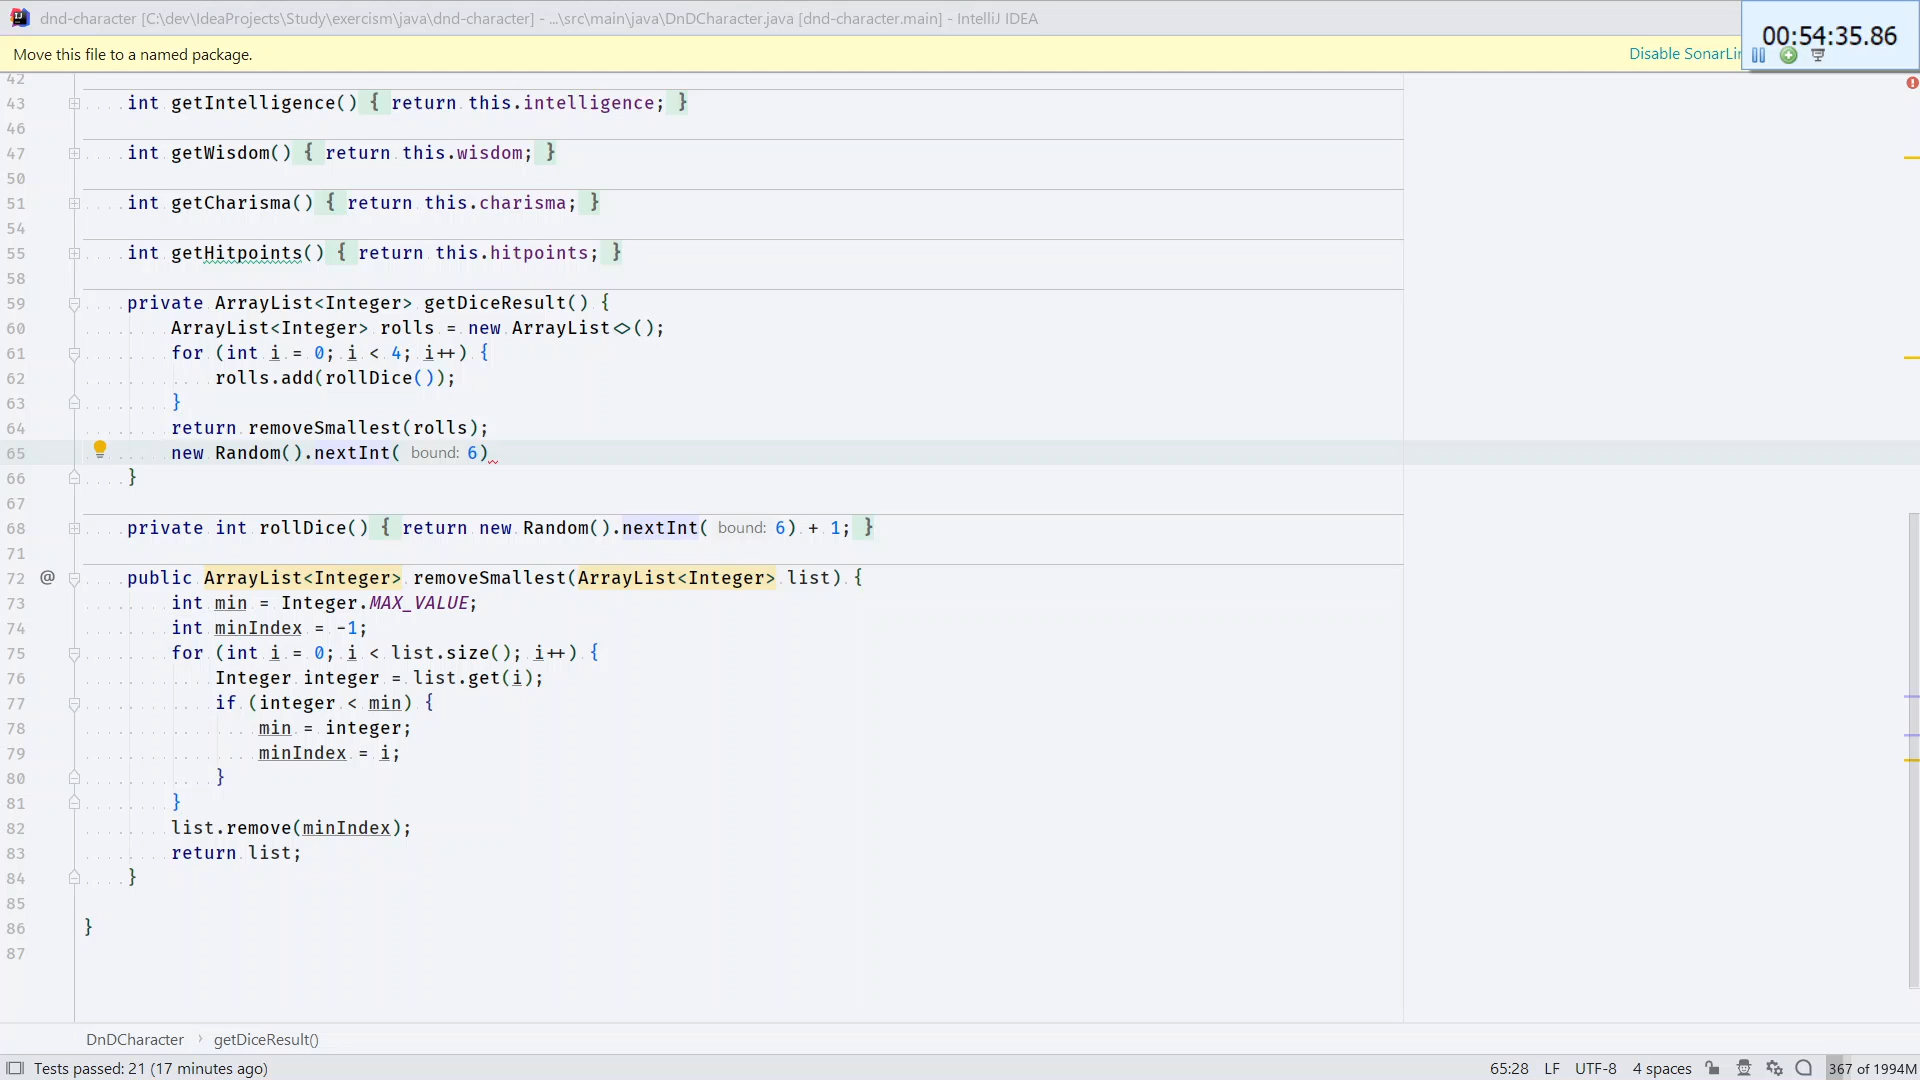 dnd-character [C:\dev\IdeaProjects\Study\exercism\java\dnd-character] - ...\src\main\java\DnDCharacter.java [dnd-character.main] - IntelliJ IDEA
00:54:35.86
Move this file to a named package.
Disable SonarLi
42
43 int getIntelligence() { return this.intelligence; }
46
47 int getWisdom() { return this.wisdom; }
50
51 int getCharisma() { return this.charisma; }
54
55 int getHitpoints() { return this.hitpoints; }
58
59 private ArrayList<Integer> getDiceResult() {
60 ArrayList<Integer> rolls = new ArrayList<>();
61 for (int i = 0; i < 4; i++) {
62 rolls.add(rollDice());
63 }
64 return removeSmallest(rolls);
65 new Random().nextInt( bound: 6)
66 }
67
68 private int rollDice() { return new Random().nextInt( bound: 6) + 1; }
71
72 @ public ArrayList<Integer> removeSmallest(ArrayList<Integer> list) {
73 int min = Integer.MAX_VALUE;
74 int minIndex = -1;
75 for (int i = 0; i < list.size(); i++) {
76 Integer integer = list.get(i);
77 if (integer < min) {
78 min = integer;
79 minIndex = i;
80 }
81 }
82 list.remove(minIndex);
83 return list;
84 }
85
86 }
87
DnDCharacter › getDiceResult()
Tests passed: 21 (17 minutes ago)
65:28 LF UTF-8 4 spaces 367 of 1994M